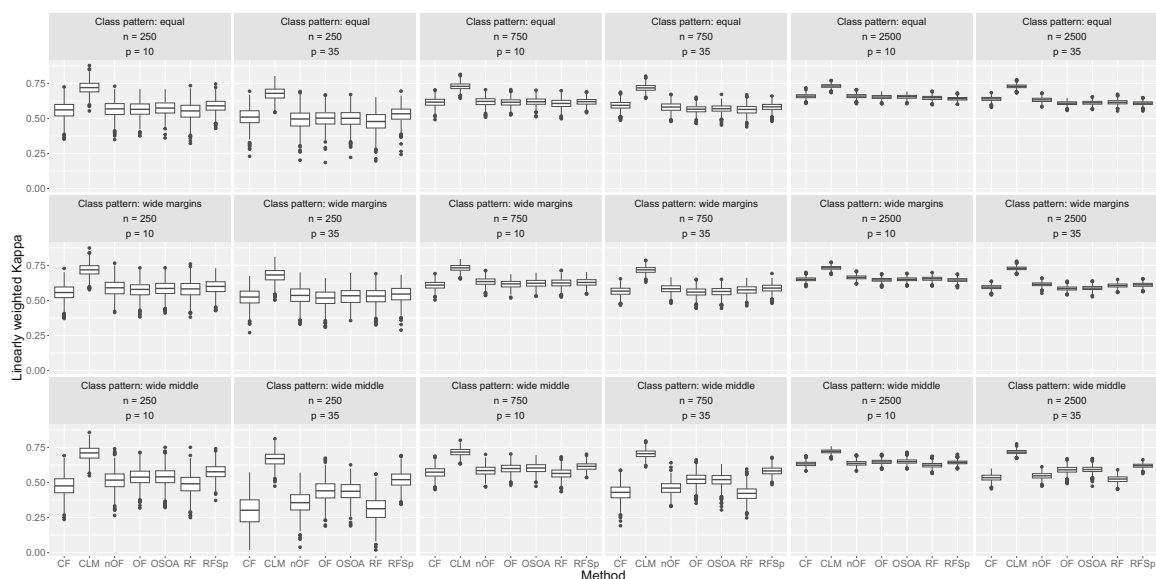 Class pattern: equal
n = 250
p = 10
Class pattern: equal
n = 250
p = 35
Class pattern: equal
n = 750
p = 10
Class pattern: equal
n = 750
p = 35
Class pattern: equal
n = 2500
p = 10
Class pattern: equal
n = 2500
p = 35
0.75
0.50
0.25
0.00
Class pattern: wide margins
n = 250
p = 10
Class pattern: wide margins
n = 250
p = 35
Class pattern: wide margins
n = 750
p = 10
Class pattern: wide margins
n = 750
p = 35
Class pattern: wide margins
n = 2500
p = 10
Class pattern: wide margins
n = 2500
p = 35
Linearly weighted Kappa
0.75
0.50
0.25
0.00
Class pattern: wide middle
n = 250
p = 10
Class pattern: wide middle
n = 250
p = 35
Class pattern: wide middle
n = 750
p = 10
Class pattern: wide middle
n = 750
p = 35
Class pattern: wide middle
n = 2500
p = 10
Class pattern: wide middle
n = 2500
p = 35
0.75
0.50
0.25
0.00
CF CLM nOF OF OSOA RF RFSp
CF CLM nOF OF OSOA RF RFSp
CF CLM nOF OF OSOA RF RFSp
CF CLM nOF OF OSOA RF RFSp
CF CLM nOF OF OSOA RF RFSp
CF CLM nOF OF OSOA RF RFSp
Method